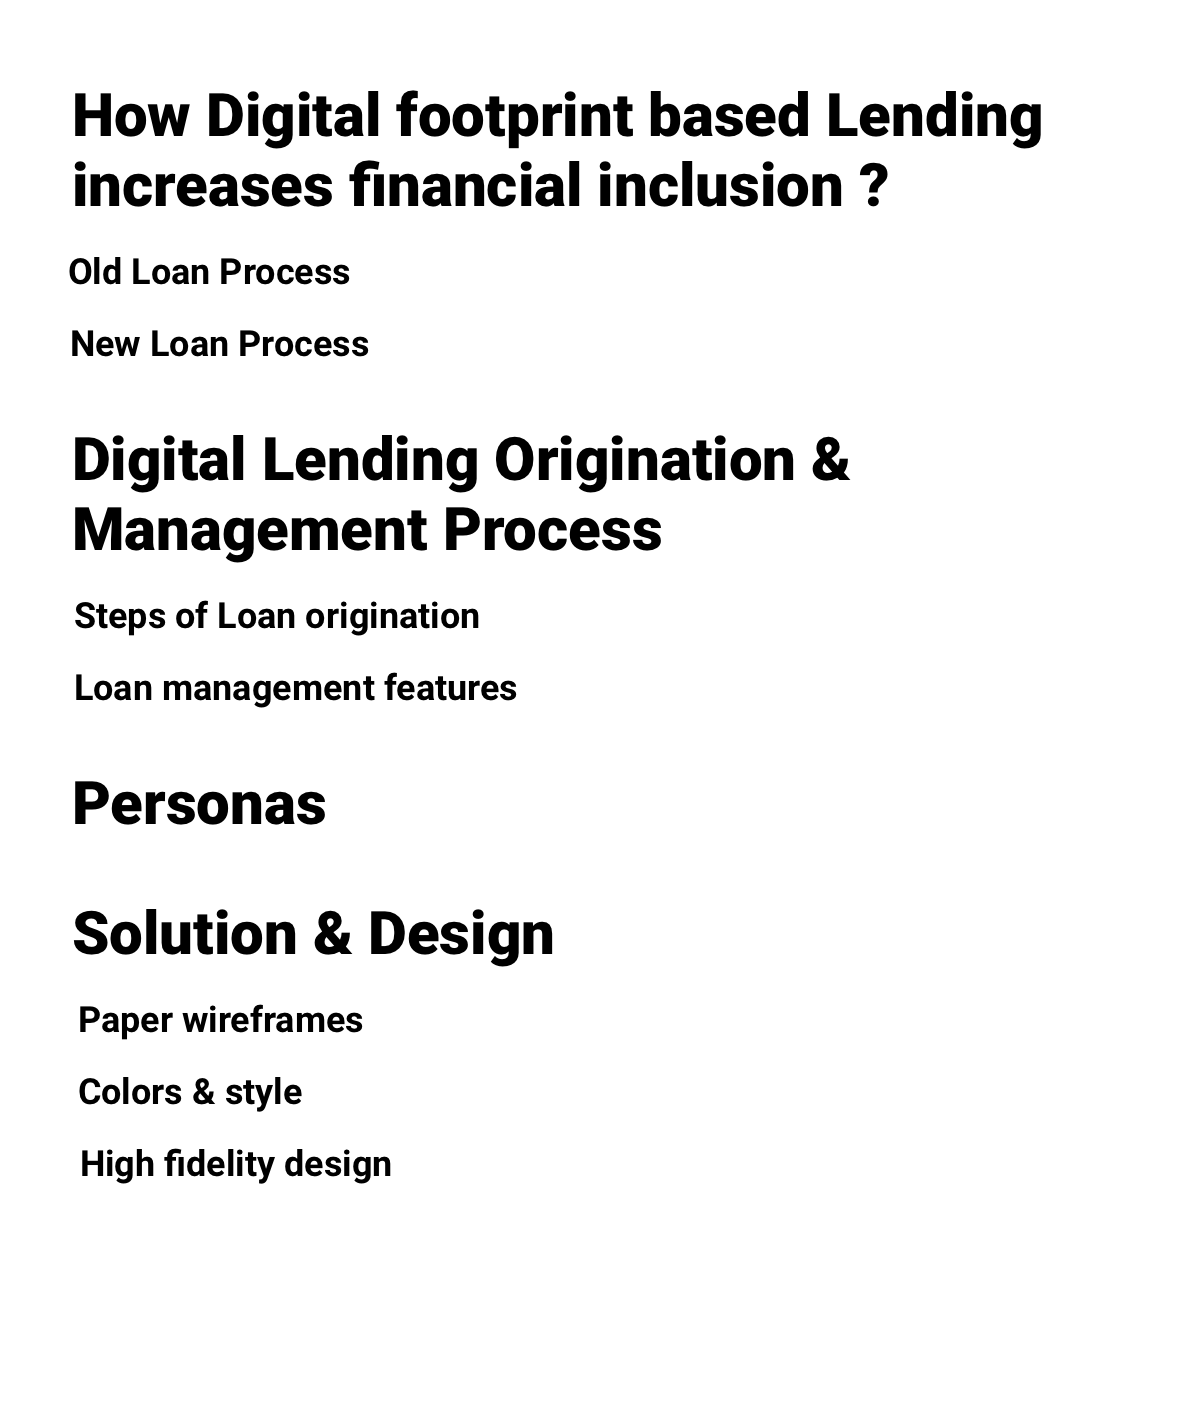 How Digital footprint based Lending
increases financial inclusion ?
Old Loan Process
New Loan Process
Digital Lending Origination &
Management Process
Steps of Loan origination
Loan management features
Personas
Solution & Design
Paper wireframes
Colors & style
High fidelity design